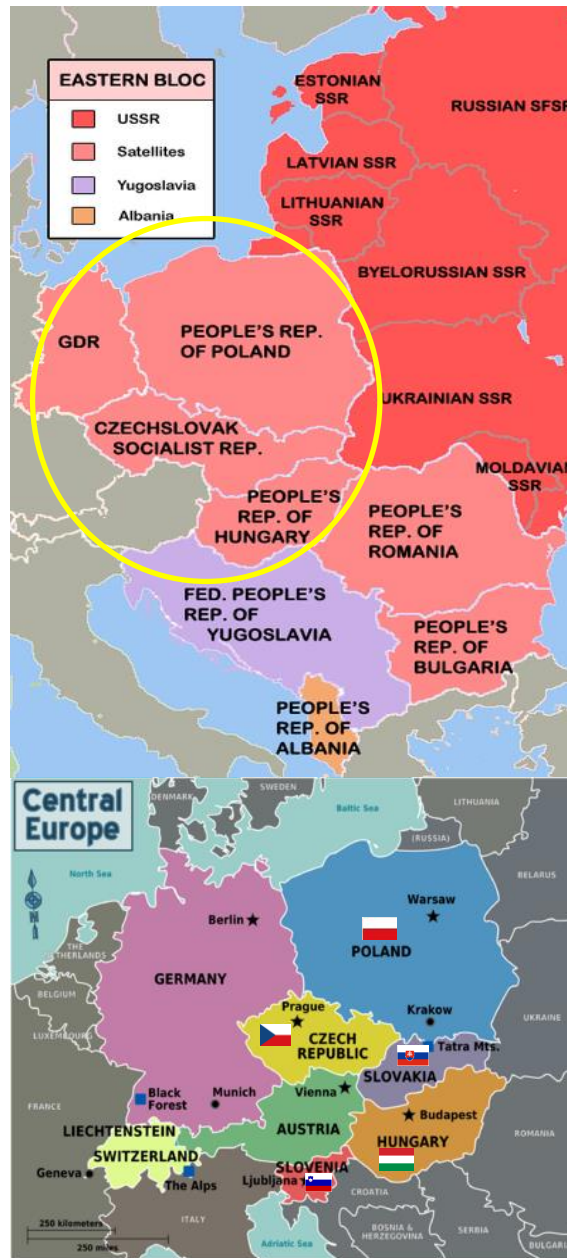 EASTERN BLOC
USSR
Satellites
Yugoslavia
Albania
ESTONIAN
SSR
RUSSIAN SFSR
LATVIAN SSR
LITHUANIAN
SSR
BYELORUSSIAN SSR
GDR
PEOPLE'S REP.
OF POLAND
UKRAINIAN SSR
CZECHSLOVAK
SOCIALIST REP.
MOLDAVIAN
SSR
PEOPLE'S
REP. OF
HUNGARY
PEOPLE'S
REP. OF
ROMANIA
FED. PEOPLE'S
REP. OF
YUGOSLAVIA
PEOPLE'S
REP. OF
BULGARIA
PEOPLE'S
REP. OF
ALBANIA
Central
Europe
DENMARK
SWEDEN
Baltic Sea
LITHUANIA
(RUSSIA)
North Sea
N
BELARUS
Warsaw
Berlin
POLAND
THE
NETHERLANDS
GERMANY
BELGIUM
Prague
Krakow
UKRAINE
LUXEMBOURG
CZECH
REPUBLIC
Tatra Mts.
SLOVAKIA
Black
Forest
Munich
Vienna
FRANCE
Budapest
LIECHTENSTEIN
AUSTRIA
HUNGARY
ROMANIA
SWITZERLAND
SLOVENIA
Geneva
The Alps
Ljubljana
CROATIA
250 kilometers
250 miles
ITALY
BOSNIA &
HERZEGOVINA
SERBIA
Adriatic Sea
BULGARIA